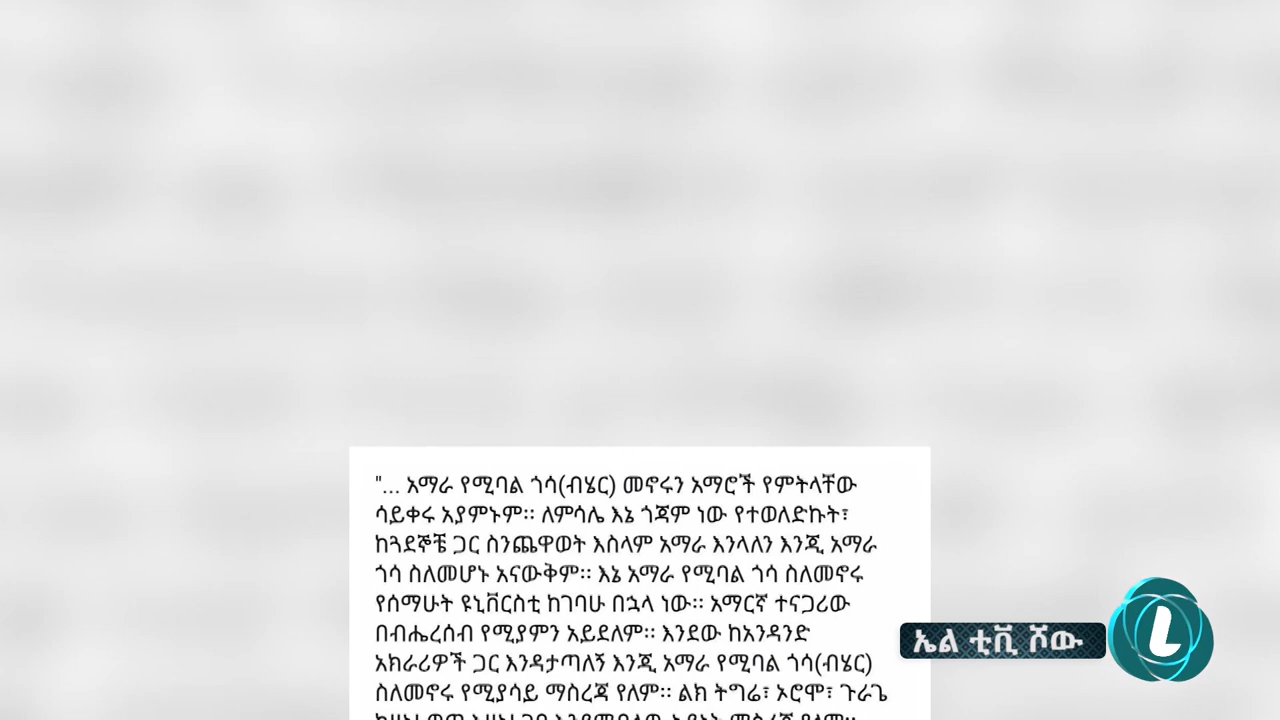 "... አማራ የሚባል ጎሳ(ብሄር) መኖሩን አማሮች የምትላቸው
ሳይቀሩ አያምኑም፡፡ ለምሳሌ እኔ ጎጃም ነው የተወለድኩት፣
ከጓደኞቼ ጋር ስንጨዋወት እስላም አማራ እንላለን እንጂ አማራ
ጎሳ ስለመሆኑ አናውቅም፡፡ እኔ አማራ የሚባል ጎሳ ስለመኖሩ
የሰማሁት ዩኒቨርስቲ ከገባሁ በኋላ ነው፡፡ አማርኛ ተናጋሪው
በብሔረሰብ የሚያምን አይደለም፡፡ እንደው ከአንዳንድ
አክራሪዎች ጋር እንዳታጣለኝ እንጂ አማራ የሚባል ጎሳ(ብሄር)
ስለመኖሩ የሚያሳይ ማስረጃ የለም፡፡ ልክ ትግሬ፣ ኦሮሞ፣ ጉራጌ
ኤል ቲቪ ሾው
L